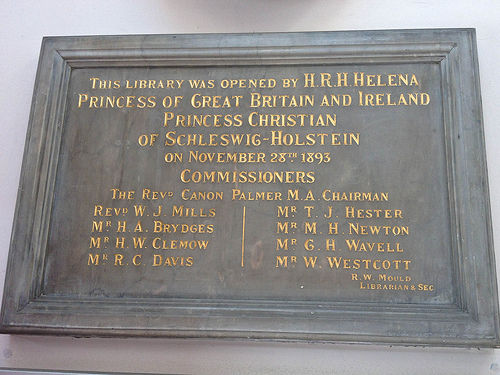 THIS LIBRARY WAS OPENED BY H.R.H. HELENA
PRINCESS OF GREAT BRITAIN AND IRELAND
PRINCESS CHRISTIAN
OF SCHLESWIG-HOLSTEIN
ON NOVEMBER 28TH 1893
COMMISSIONERS
THE REVD CANON PALMER M.A. CHAIRMAN
REVD W. J. MILLS
MR H. A. BRYDGES
MR H. W. CLEMOW
MR R. C. DAVIS
MR T. J. HESTER
MR M. H. NEWTON
MR G. H. WAVELL
MR W. WESTCOTT
R. W. MOULD
LIBRARIAN & SEC.